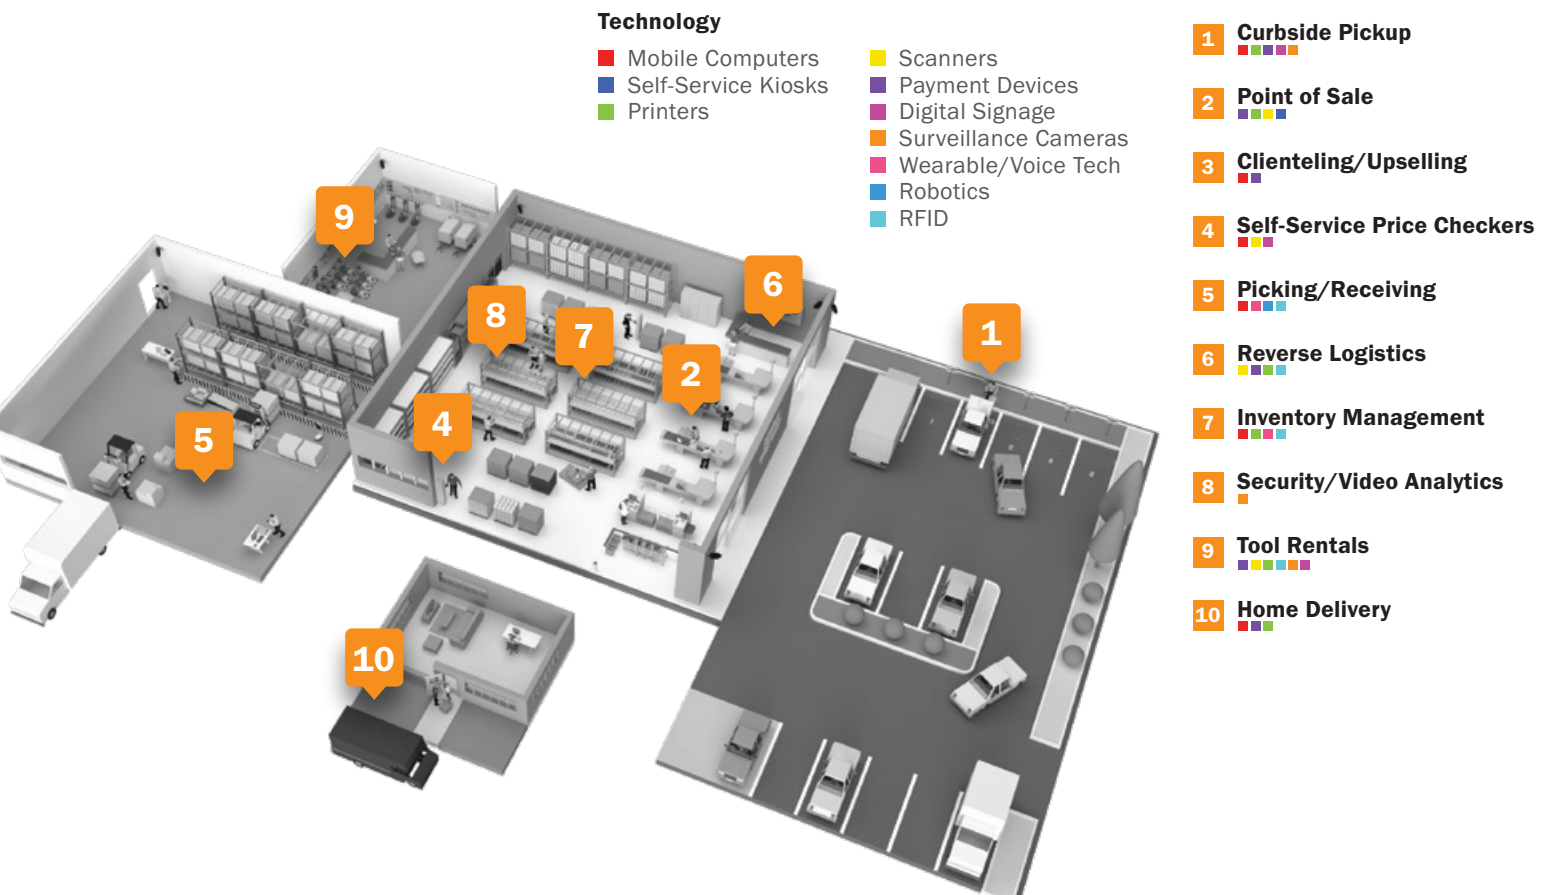 Technology
Mobile Computers
Self-Service Kiosks
Printers
Scanners
Payment Devices
Digital Signage
Surveillance Cameras
Wearable/Voice Tech
Robotics
RFID
1 Curbside Pickup
2 Point of Sale
3 Clienteling/Upselling
4 Self-Service Price Checkers
5 Picking/Receiving
6 Reverse Logistics
7 Inventory Management
8 Security/Video Analytics
9 Tool Rentals
10 Home Delivery
9
6
8
7
1
2
4
5
10